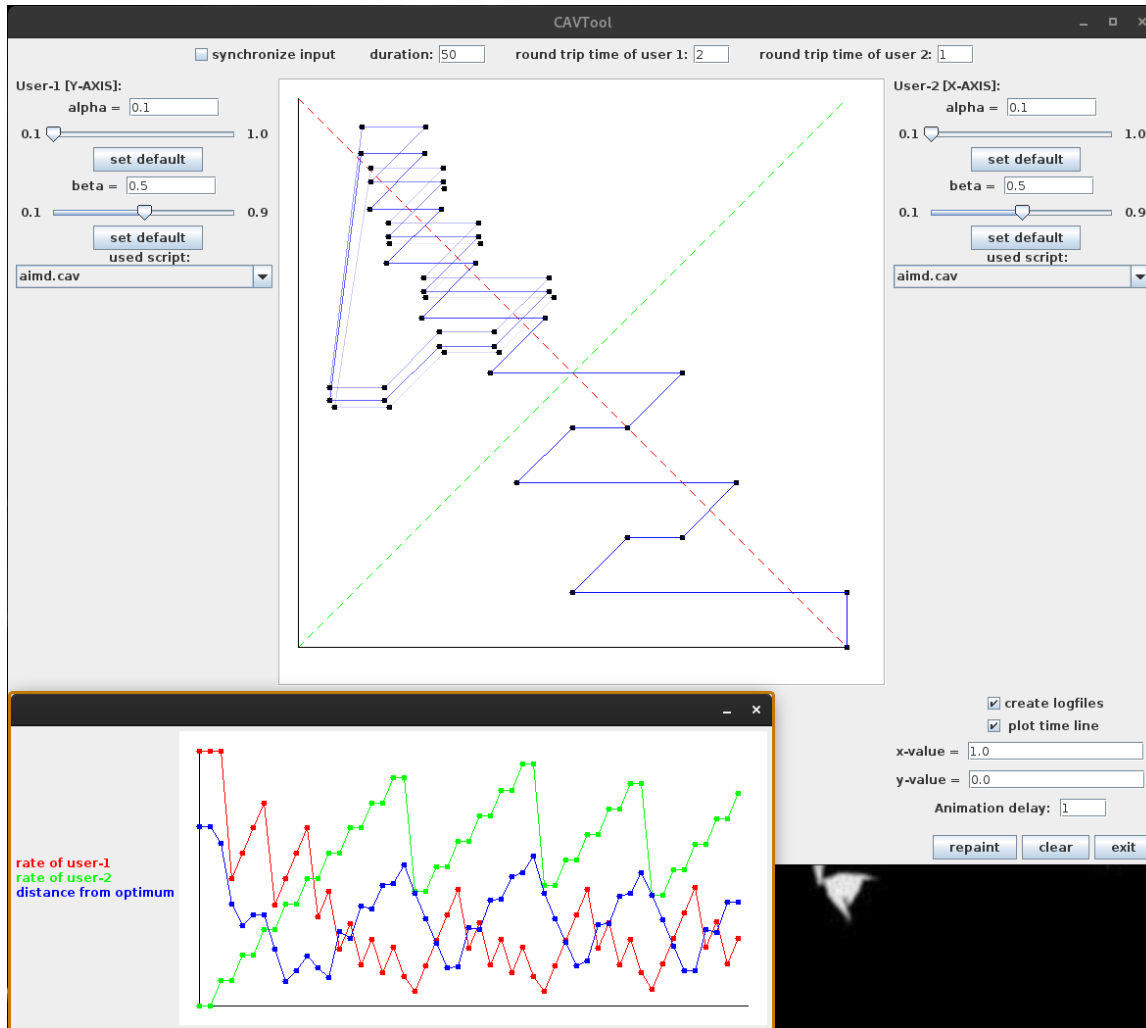 CAVTool
synchronize input duration: 50 round trip time of user 1: 2 round trip time of user 2: 1
User-1 [Y-AXIS]:
alpha = 0.1
0.1 1.0
set default
beta = 0.5
0.1 0.9
set default
used script:
aimd.cav
User-2 [X-AXIS]:
alpha = 0.1
0.1 1.0
set default
beta = 0.5
0.1 0.9
set default
used script:
aimd.cav
create logfiles
plot time line
x-value = 1.0
y-value = 0.0
Animation delay: 1
repaint clear exit
rate of user-1
rate of user-2
distance from optimum